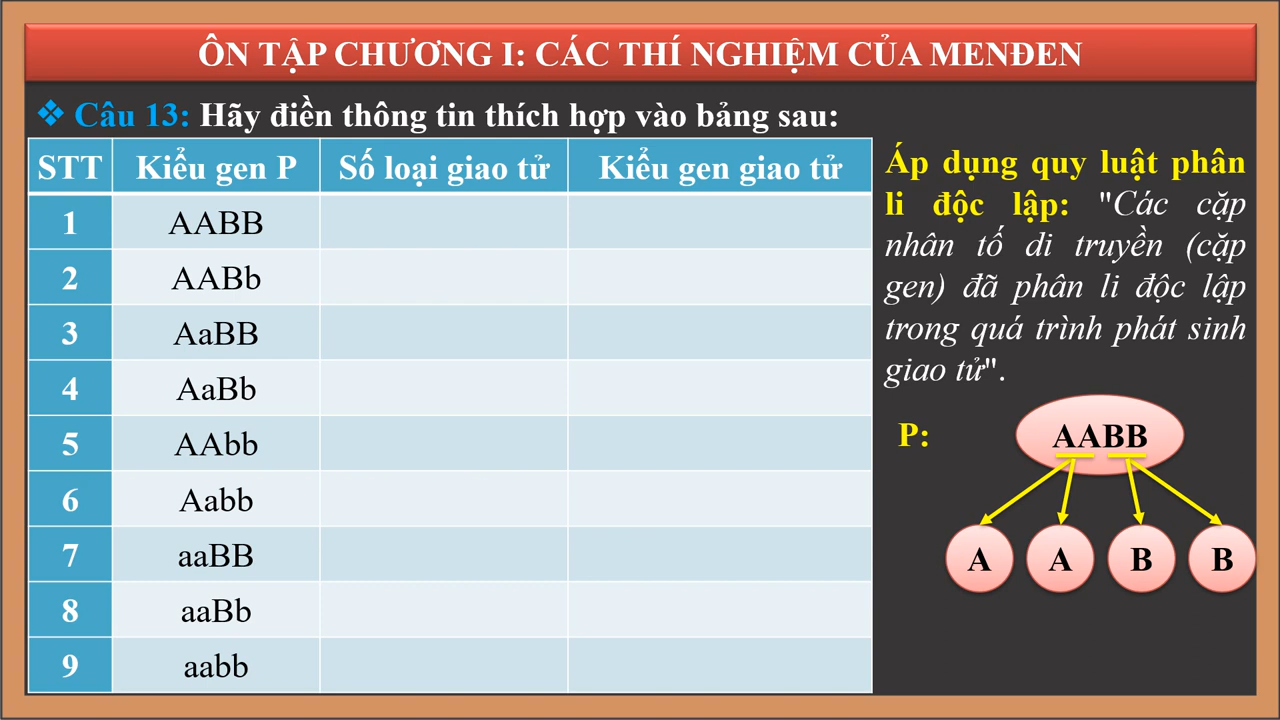 ÔN TẬP CHƯƠNG I: CÁC THÍ NGHIỆM CỦA MENĐEN
❖ Câu 13: Hãy điền thông tin thích hợp vào bảng sau:
STT Kiểu gen P Số loại giao tử Kiểu gen giao tử
1 AABB
2 AABb
3 AaBB
4 AaBb
5 AAbb
6 Aabb
7 aaBB
8 aaBb
9 aabb
Áp dụng quy luật phân
li độc lập: "Các cặp
nhân tố di truyền (cặp
gen) đã phân li độc lập
trong quá trình phát sinh
giao tử".
P: AABB
A A B B